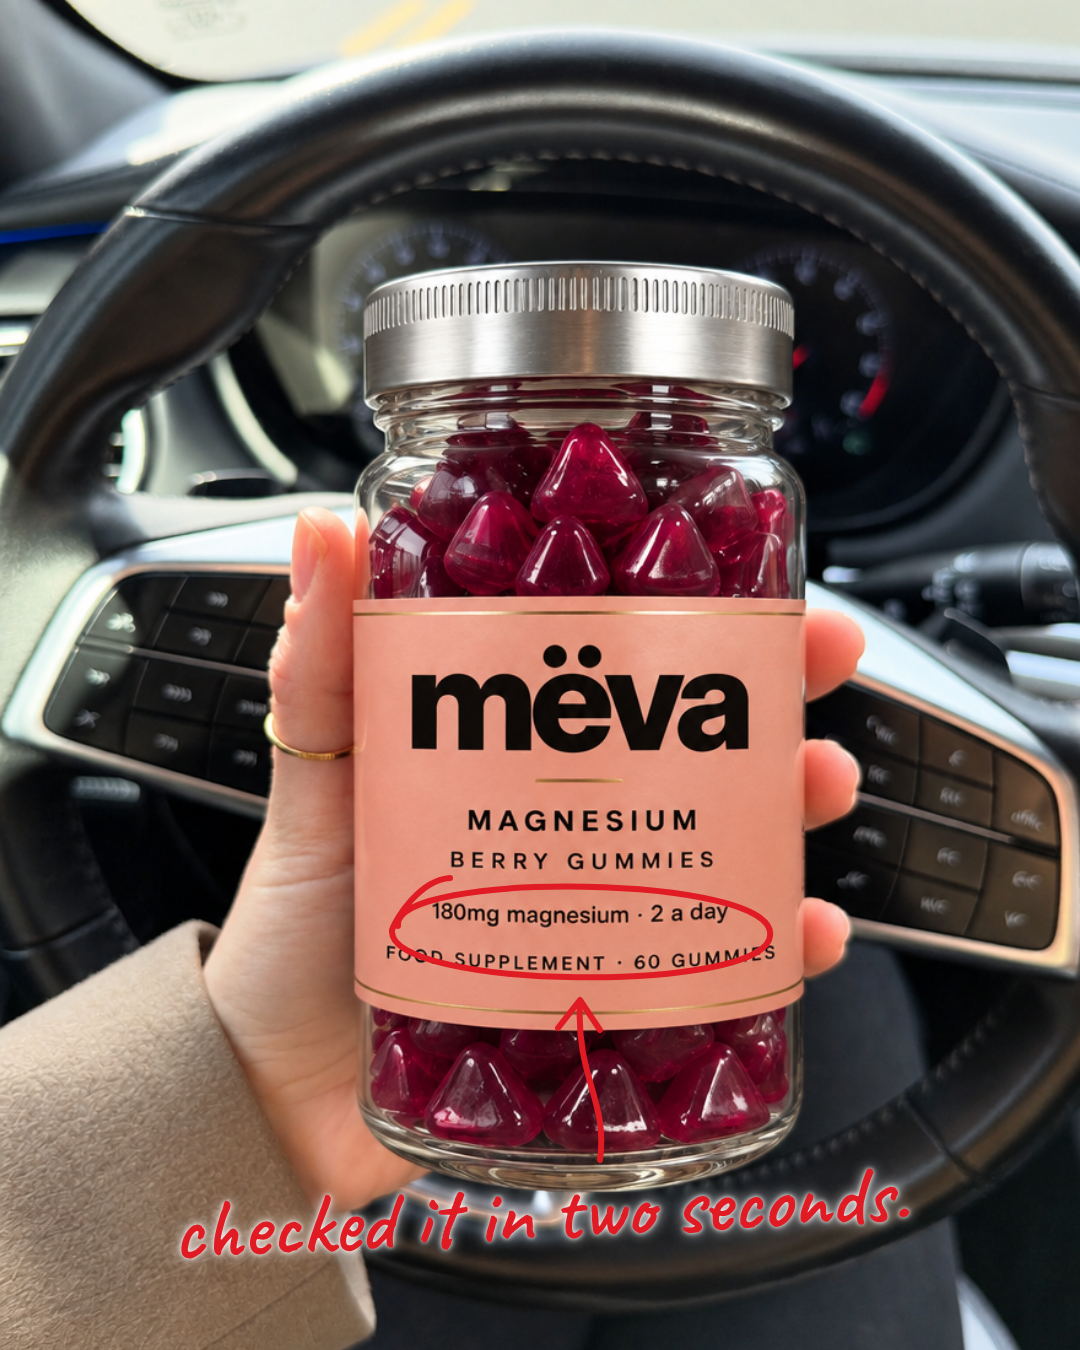 mëva
MAGNESIUM
BERRY GUMMIES
180mg magnesium · 2 a day
FOOD SUPPLEMENT · 60 GUMMIES
checked it in two seconds.